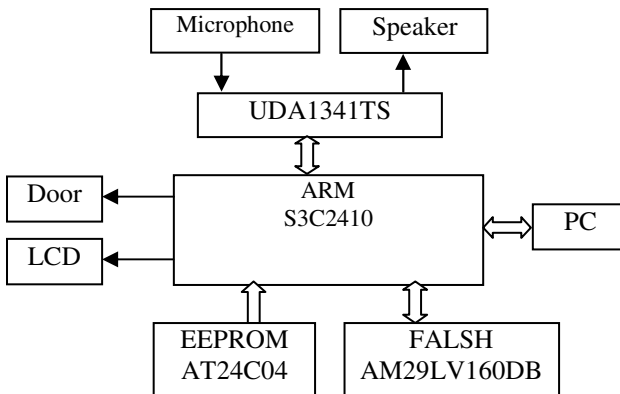 Microphone
Speaker
UDA1341TS
ARM
S3C2410
Door
LCD
PC
EEPROM
AT24C04
FALSH
AM29LV160DB